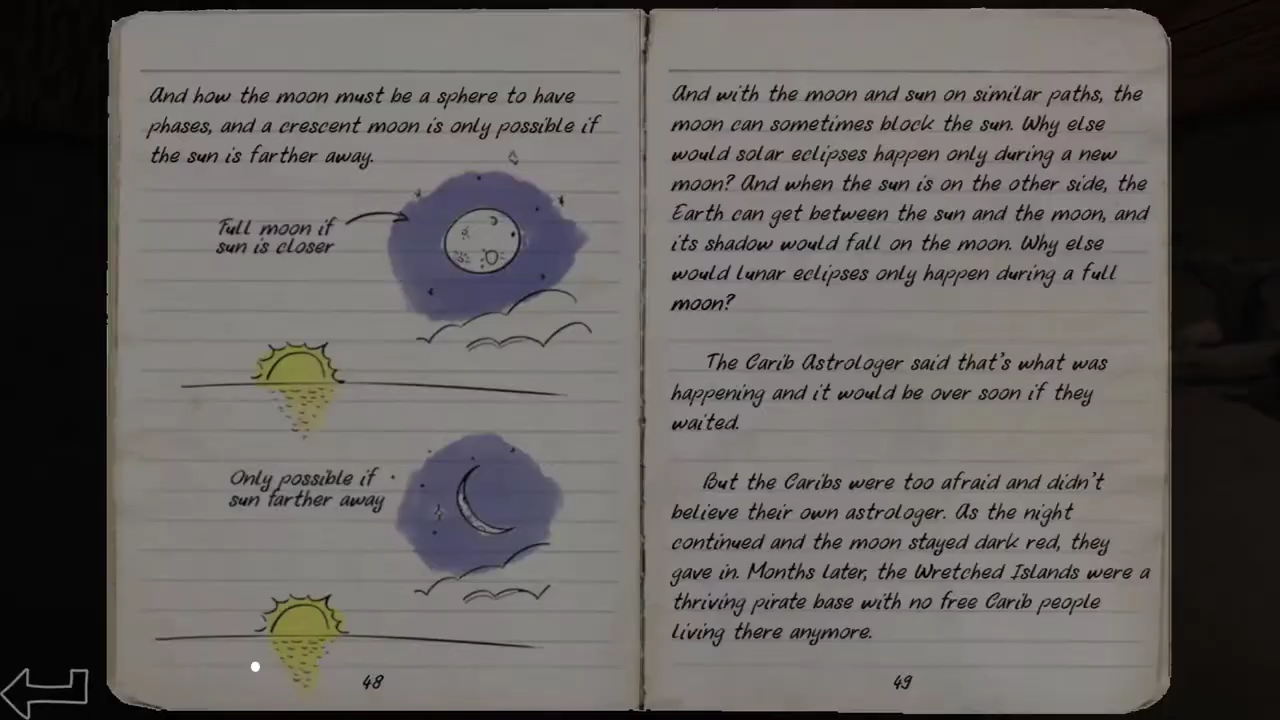 And how the moon must be a sphere to have
phases, and a crescent moon is only possible if
the sun is farther away.
Full moon if
sun is closer
Only possible if
sun farther away
48
And with the moon and sun on similar paths, the
moon can sometimes block the sun. Why else
would solar eclipses happen only during a new
moon? And when the sun is on the other side, the
Earth can get between the sun and the moon, and
its shadow would fall on the moon. Why else
would lunar eclipses only happen during a full
moon?
The Carib Astrologer said that's what was
happening and it would be over soon if they
waited.
But the Caribs were too afraid and didn't
believe their own astrologer. As the night
continued and the moon stayed dark red, they
gave in. Months later, the Wretched Islands were a
thriving pirate base with no free Carib people
living there anymore.
49